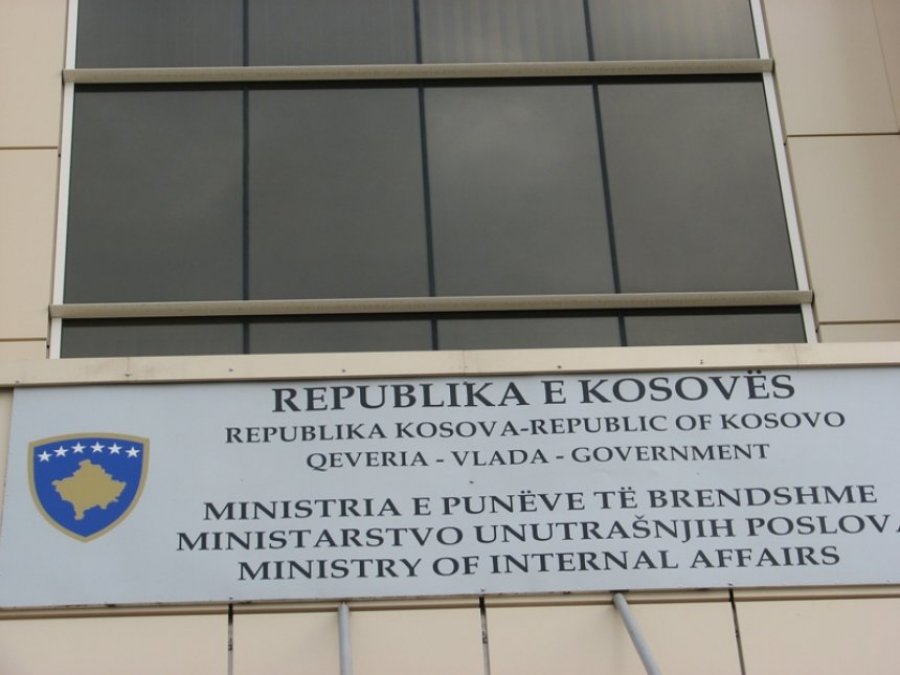 REPUBLIKA E KOSOVËS
REPUBLIKA KOSOVA-REPUBLIC OF KOSOVO
QEVERIA - VLADA - GOVERNMENT
MINISTRIA E PUNËVE TË BRENDSHME
MINISTARSTVO UNUTRAŠNJIH POSLOVA
MINISTRY OF INTERNAL AFFAIRS